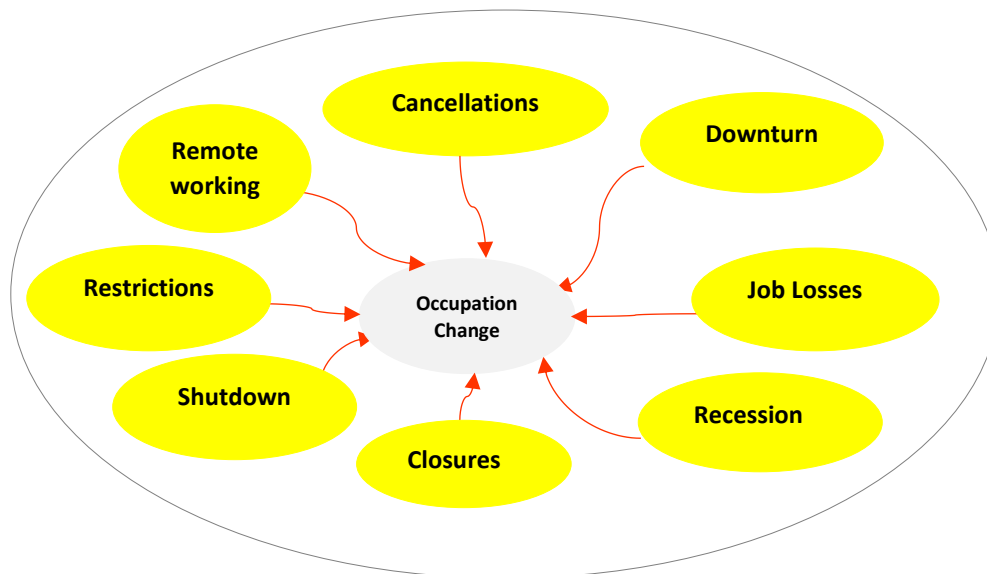 Cancellations
Downturn
Remote
working
Restrictions
Occupation
Change
Job Losses
Shutdown
Recession
Closures